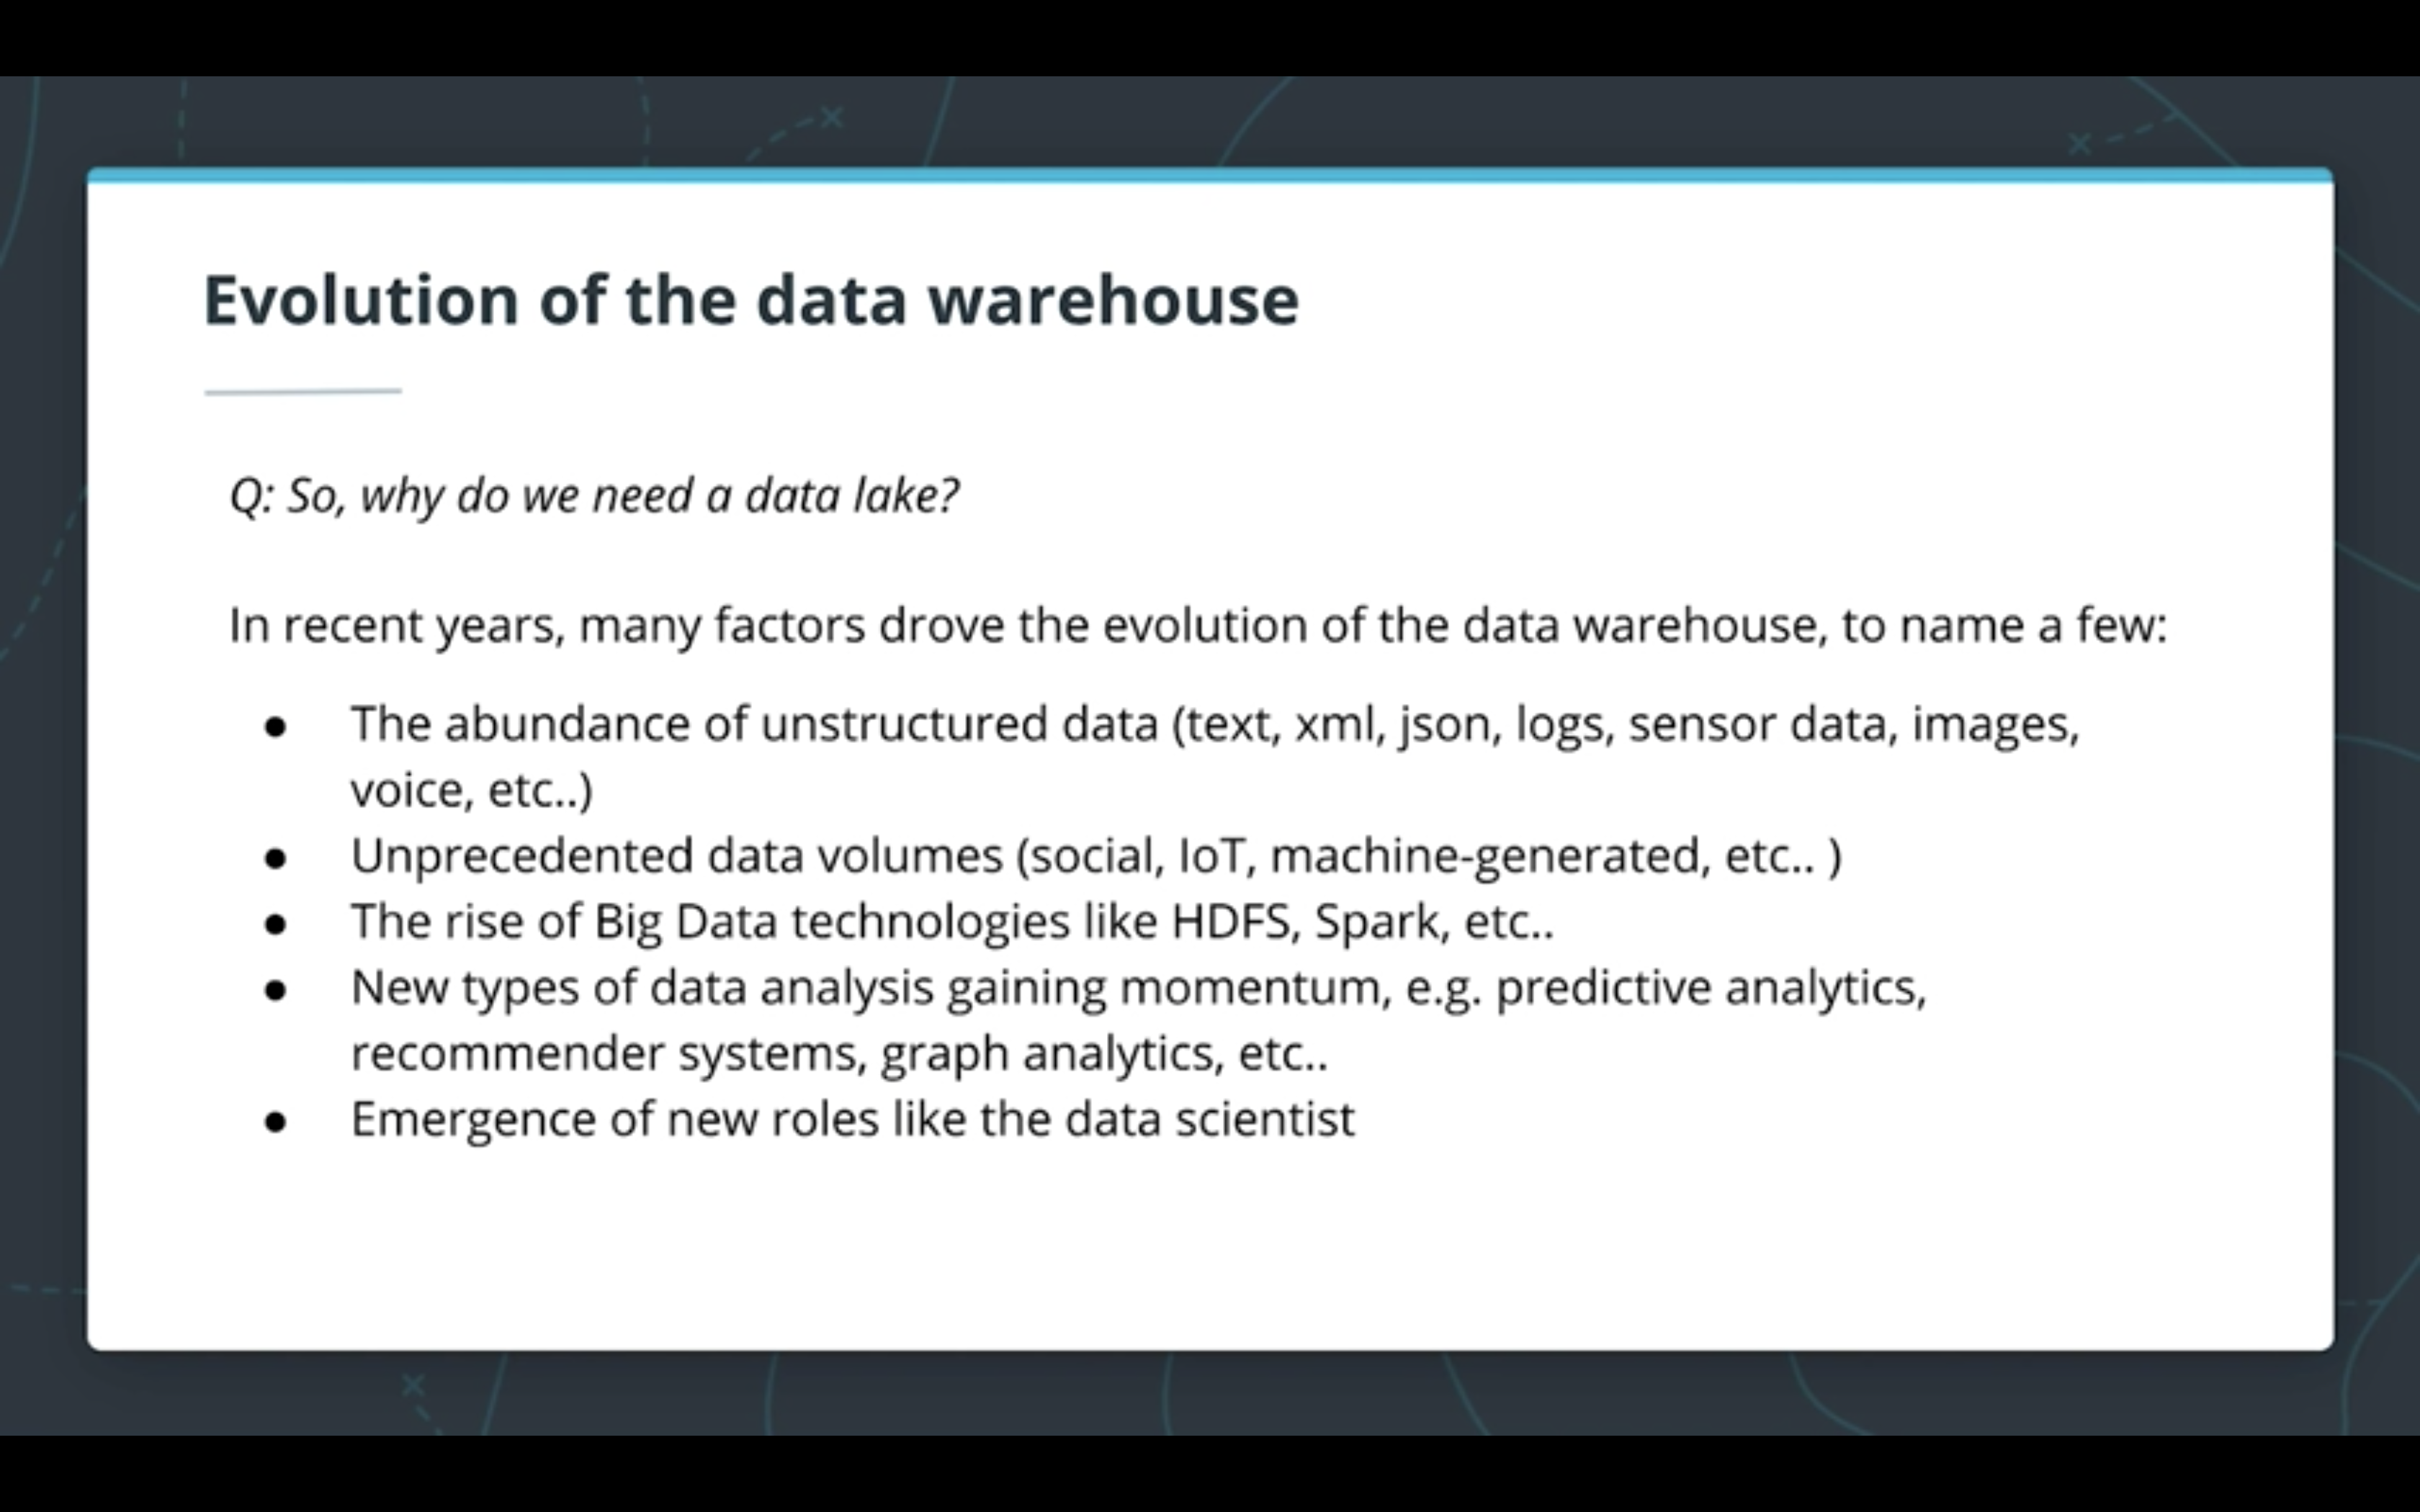 Evolution of the data warehouse
Q: So, why do we need a data lake?
In recent years, many factors drove the evolution of the data warehouse, to name a few:
● The abundance of unstructured data (text, xml, json, logs, sensor data, images,
voice, etc..)
● Unprecedented data volumes (social, IoT, machine-generated, etc.. )
● The rise of Big Data technologies like HDFS, Spark, etc..
● New types of data analysis gaining momentum, e.g. predictive analytics,
recommender systems, graph analytics, etc..
● Emergence of new roles like the data scientist